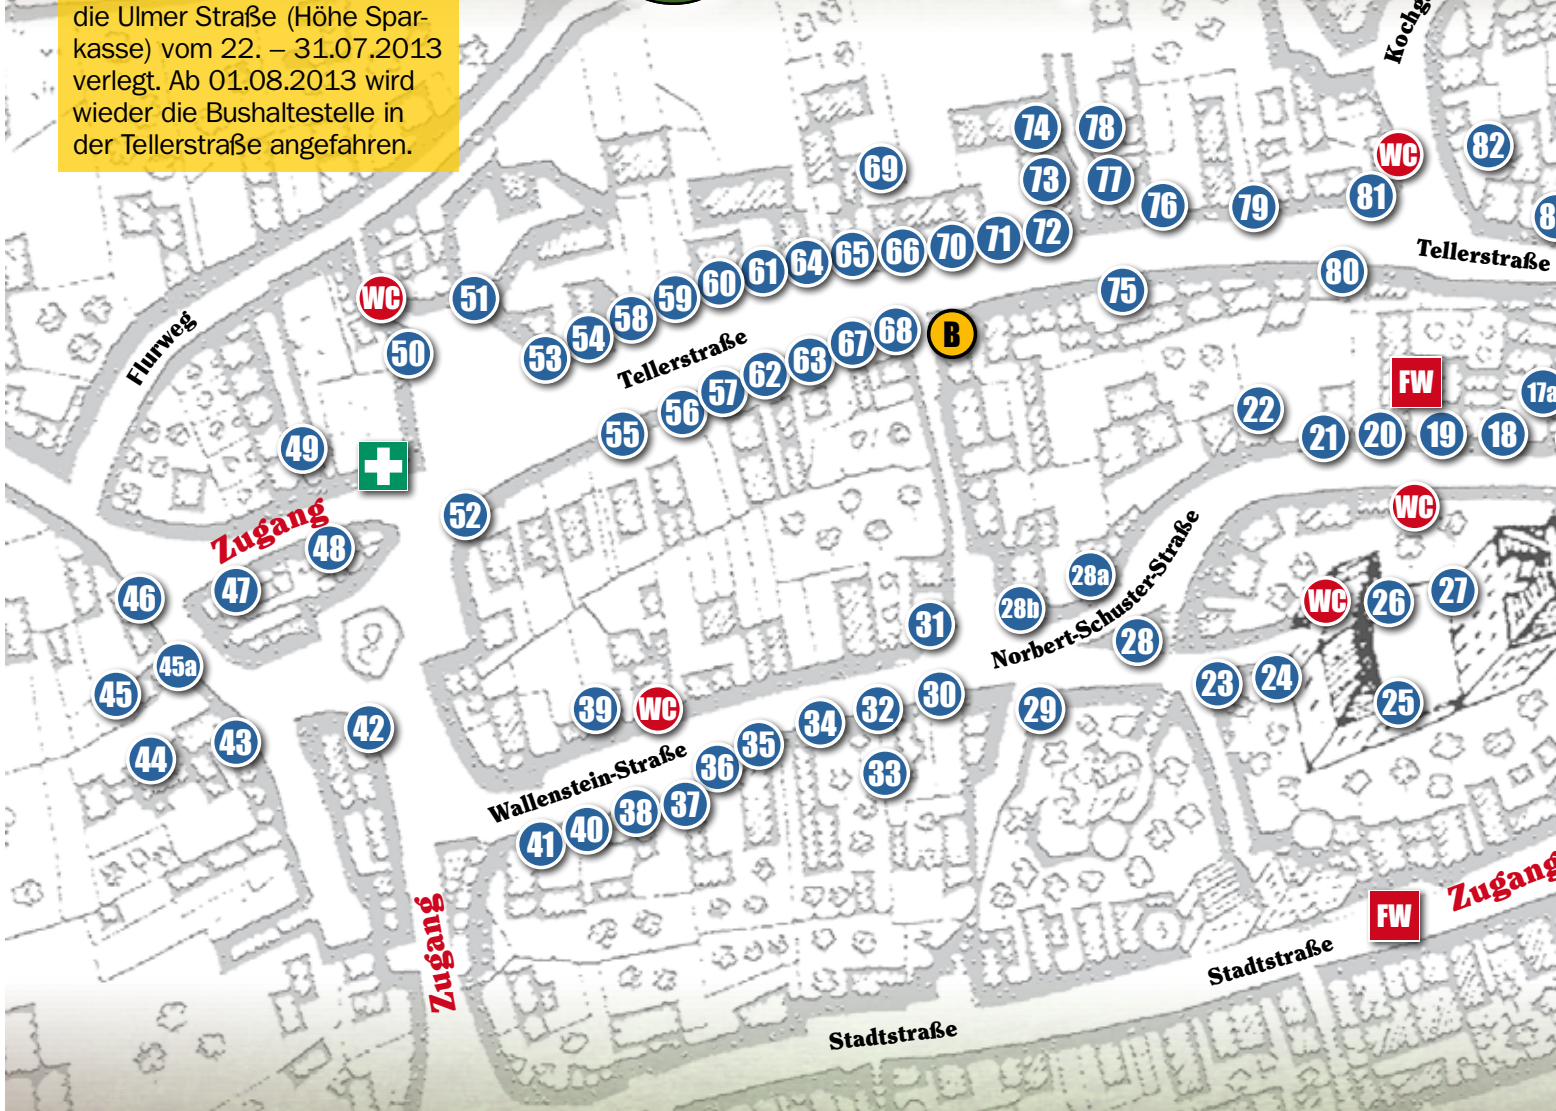 die Ulmer Straße (Höhe Spar-
kasse) vom 22. – 31.07.2013
verlegt. Ab 01.08.2013 wird
wieder die Bushaltestelle in
der Tellerstraße angefahren.
74
78
WC
82
69
73
77
76
79
81
Tellerstraße
72
71
70
66
65
64
61
60
59
58
54
53
WC
51
50
Flurweg
Tellerstraße
80
75
B
68
67
63
62
57
56
55
FW
17a
22
21
20
19
18
49
Zugang
52
48
47
46
WC
Norbert-Schuster-Straße
28a
28b
28
31
WC
26
27
45a
45
44
43
42
39
WC
23
24
25
30
29
32
34
33
35
36
37
38
40
41
Wallenstein-Straße
Zugang
Zugang
FW
Stadtstraße
Stadtstraße